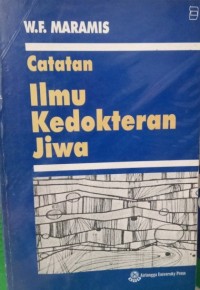 W.F. MARAMIS
Catatan
Ilmu
Kedokteran
Jiwa
Airlangga University Press